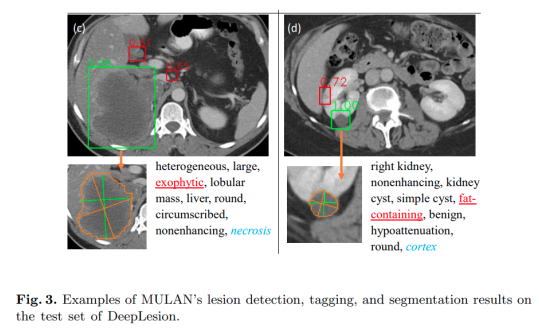 (c)
(d)
heterogeneous, large,
exophytic, lobular
mass, liver, round,
circumscribed,
nonenhancing, necrosis
0.72
1.00
right kidney,
nonenhancing, kidney
cyst, simple cyst, fat-
containing, benign,
hypoattenuation,
round, cortex
Fig. 3. Examples of MULAN's lesion detection, tagging, and segmentation results on
the test set of DeepLesion.